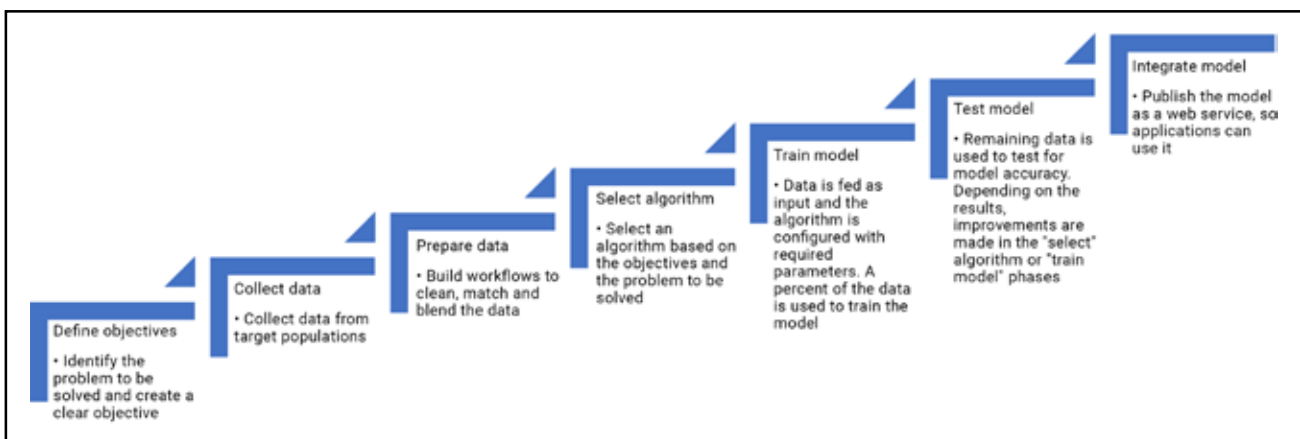 Define objectives
• Identify the
problem to be
solved and create a
clear objective
Collect data
• Collect data from
target populations
Prepare data
• Build workflows to
clean, match and
blend the data
Select algorithm
• Select an
algorithm based on
the objectives and
the problem to be
solved
Train model
• Data is fed as
input and the
algorithm is
configured with
required
parameters. A
percent of the data
is used to train the
model
Test model
• Remaining data is
used to test for
model accuracy.
Depending on the
results,
improvements are
made in the "select"
algorithm or "train
model" phases
Integrate model
• Publish the model
as a web service, so
applications can
use it